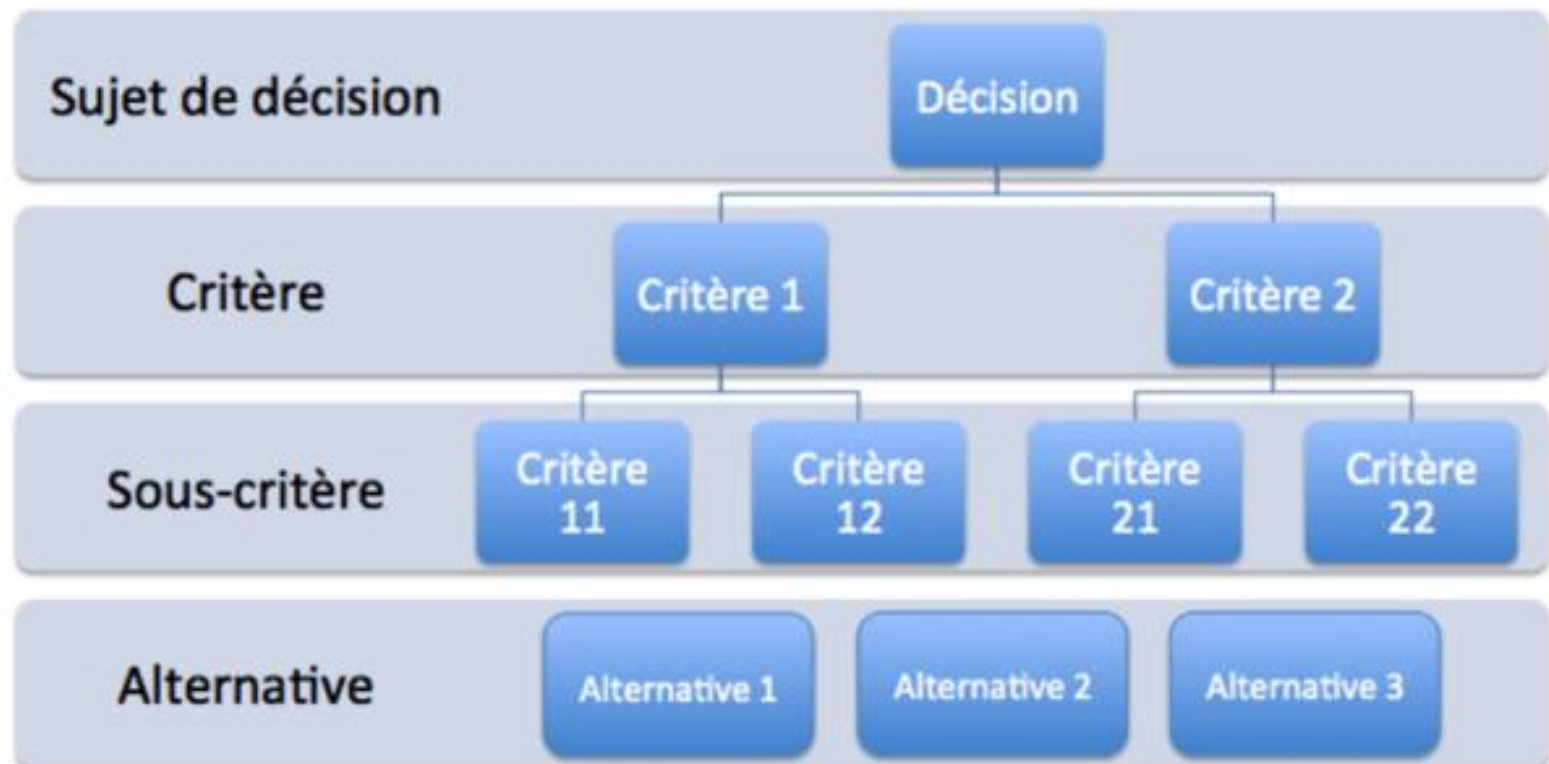 Sujet de décision
Décision
Critère
Critère 1
Critère 2
Sous-critère
Critère
11
Critère
12
Critère
21
Critère
22
Alternative
Alternative 1
Alternative 2
Alternative 3